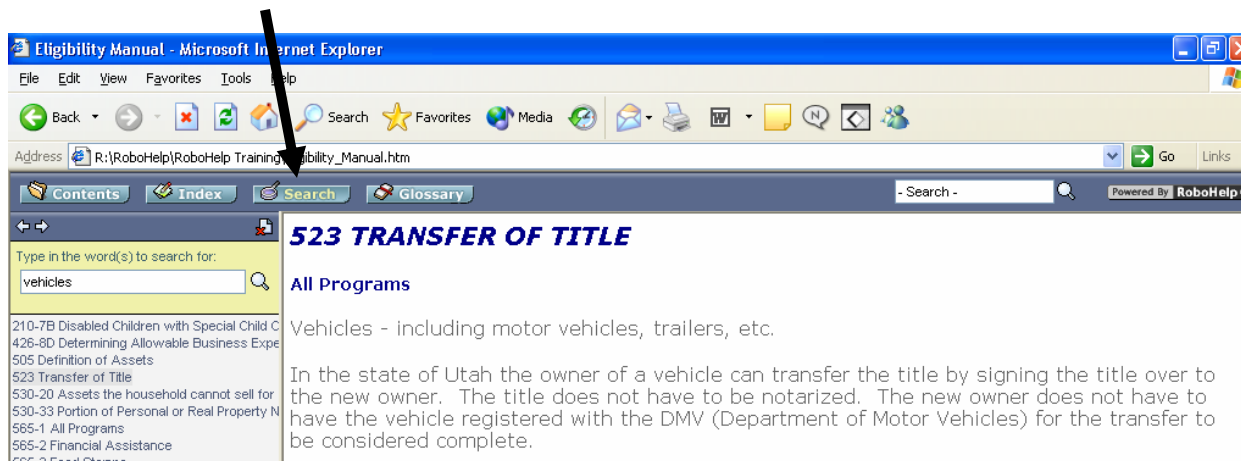 Eligibility Manual - Microsoft Internet Explorer
File Edit View Favorites Tools Help
Back Search Favorites Media
Address R:\RoboHelp\RoboHelp Training Go Links
Contents Index Search Glossary - Search - Powered By RoboHelp
Type in the word(s) to search for:
vehicles
210-7B Disabled Children with Special Child C
426-8D Determining Allowable Business Expe
505 Definition of Assets
523 Transfer of Title
530-20 Assets the household cannot sell for
530-33 Portion of Personal or Real Property N
565-1 All Programs
565-2 Financial Assistance
523 TRANSFER OF TITLE
All Programs
Vehicles - including motor vehicles, trailers, etc.
In the state of Utah the owner of a vehicle can transfer the title by signing the title over to
the new owner. The title does not have to be notarized. The new owner does not have to
have the vehicle registered with the DMV (Department of Motor Vehicles) for the transfer to
be considered complete.